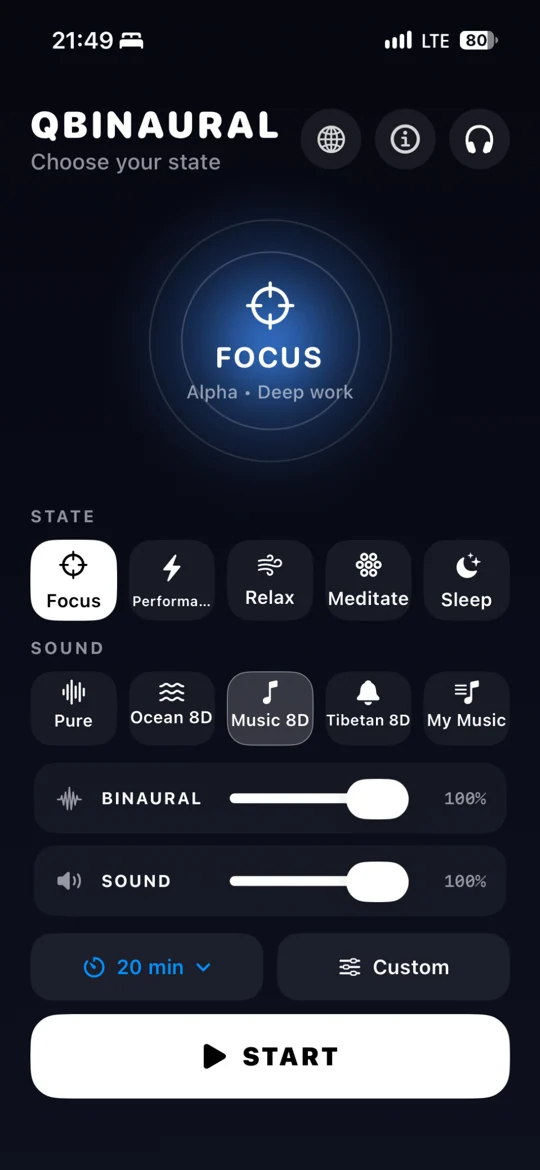 21:49 LTE 80
QBINAURAL
Choose your state
FOCUS
Alpha • Deep work
STATE
Focus Performa... Relax Meditate Sleep
SOUND
Pure Ocean 8D Music 8D Tibetan 8D My Music
BINAURAL 100%
SOUND 100%
20 min Custom
START